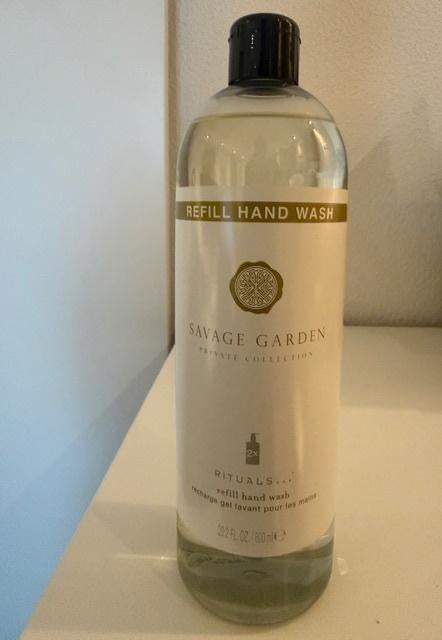 REFILL HAND WASH
SAVAGE GARDEN
PRIVATE COLLECTION
2x
RITUALS...
refill hand wash
recharge gel lavant pour les mains
20.2 FL. OZ. / 600 ml ℮